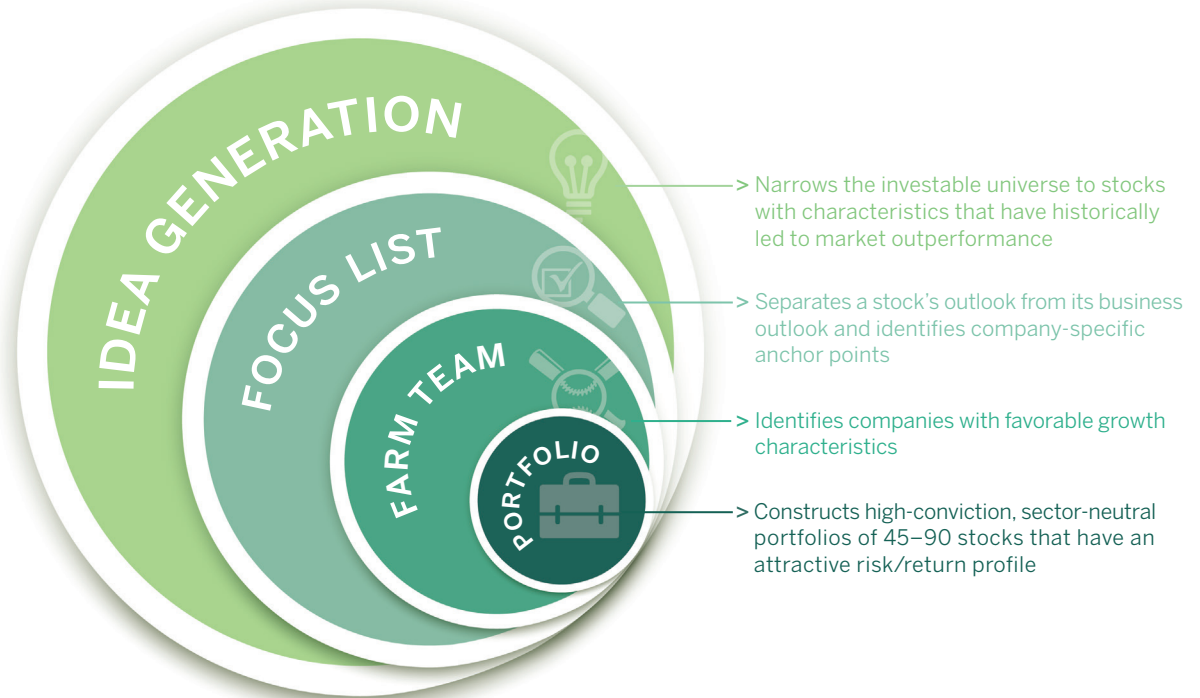 IDEA GENERATION
> Narrows the investable universe to stocks
with characteristics that have historically
led to market outperformance
FOCUS LIST
> Separates a stock’s outlook from its business
outlook and identifies company-specific
anchor points
FARM TEAM
> Identifies companies with favorable growth
characteristics
PORTFOLIO
> Constructs high-conviction, sector-neutral
portfolios of 45–90 stocks that have an
attractive risk/return profile